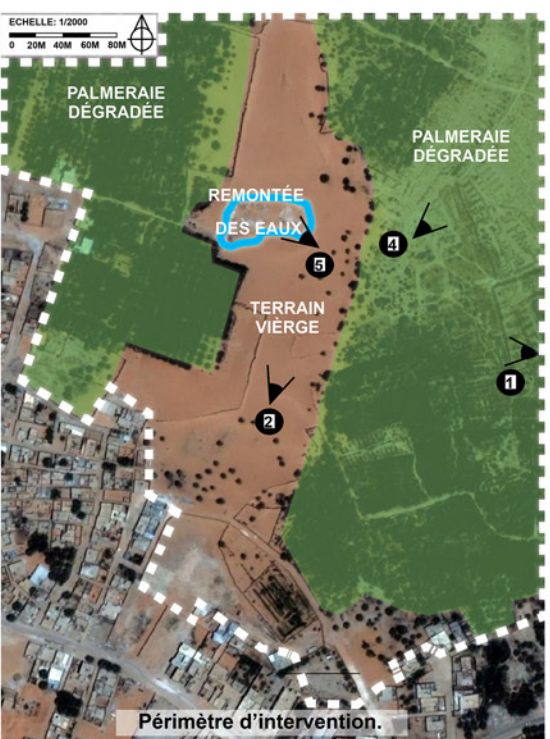 ECHELLE: 1/2000
0 20M 40M 60M 80M
PALMERAIE
DÉGRADÉE
PALMERAIE
DÉGRADÉE
REMONTÉE
DES EAUX
4
5
TERRAIN
VIÈRGE
1
2
Périmètre d'intervention.